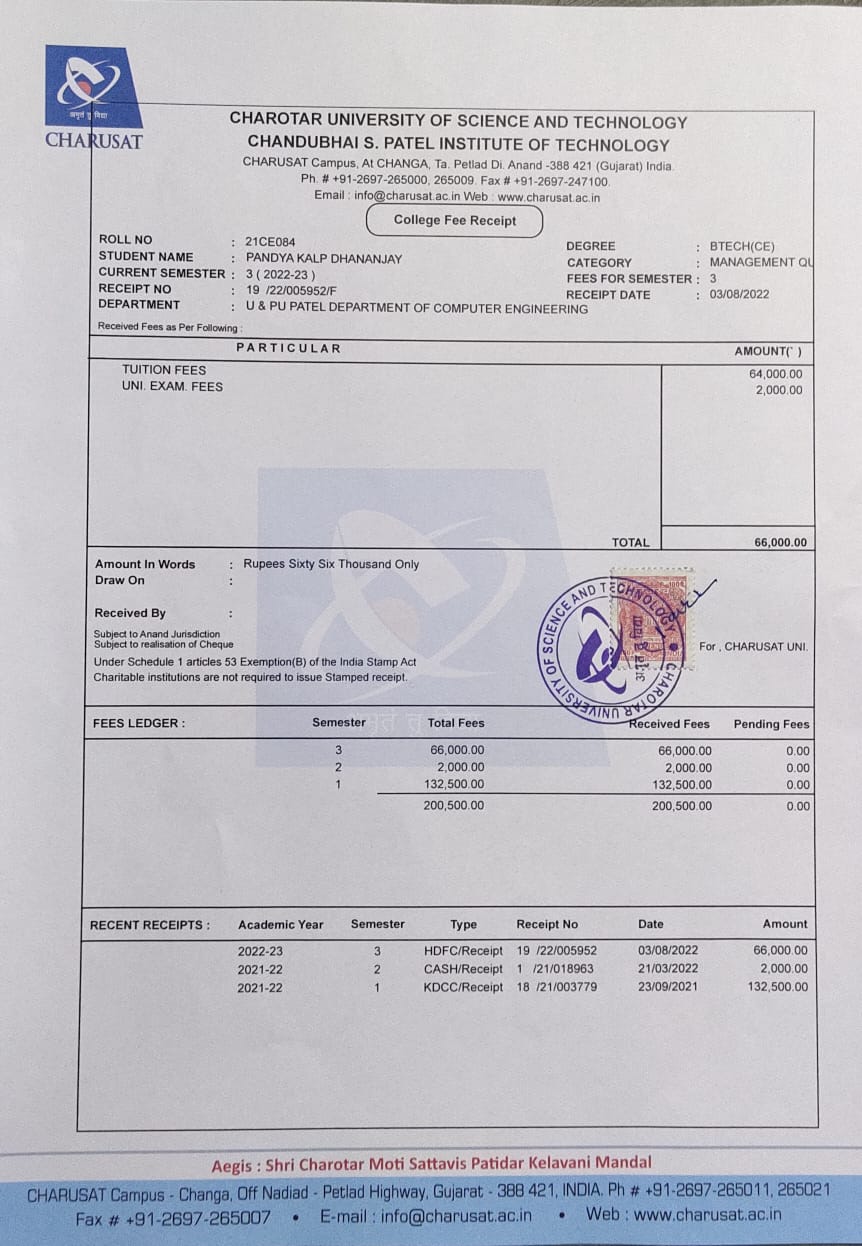 अमृतं तु विद्या
CHARUSAT
CHAROTAR UNIVERSITY OF SCIENCE AND TECHNOLOGY
CHANDUBHAI S. PATEL INSTITUTE OF TECHNOLOGY
CHARUSAT Campus, At CHANGA, Ta. Petlad Di. Anand -388 421 (Gujarat) India.
Ph. # +91-2697-265000, 265009. Fax # +91-2697-247100.
Email : info@charusat.ac.in Web : www.charusat.ac.in
College Fee Receipt
ROLL NO : 21CE084
STUDENT NAME : PANDYA KALP DHANANJAY
CURRENT SEMESTER : 3 ( 2022-23 )
RECEIPT NO : 19 /22/005952/F
DEPARTMENT : U & PU PATEL DEPARTMENT OF COMPUTER ENGINEERING
DEGREE : BTECH(CE)
CATEGORY : MANAGEMENT QU
FEES FOR SEMESTER : 3
RECEIPT DATE : 03/08/2022
Received Fees as Per Following :
PARTICULAR AMOUNT(` )
TUITION FEES 64,000.00
UNI. EXAM. FEES 2,000.00
TOTAL 66,000.00
Amount In Words : Rupees Sixty Six Thousand Only
Draw On :
Received By :
Subject to Anand Jurisdiction
Subject to realisation of Cheque
Under Schedule 1 articles 53 Exemption(B) of the India Stamp Act
Charitable institutions are not required to issue Stamped receipt.
CHAROTAR UNIVERSITY OF SCIENCE AND TECHNOLOGY
अमृतं तु विद्या
For , CHARUSAT UNI.
अमृतं तु विद्या
FEES LEDGER : Semester Total Fees Received Fees Pending Fees
3 66,000.00 66,000.00 0.00
2 2,000.00 2,000.00 0.00
1 132,500.00 132,500.00 0.00
200,500.00 200,500.00 0.00
RECENT RECEIPTS : Academic Year Semester Type Receipt No Date Amount
2022-23 3 HDFC/Receipt 19 /22/005952 03/08/2022 66,000.00
2021-22 2 CASH/Receipt 1 /21/018963 21/03/2022 2,000.00
2021-22 1 KDCC/Receipt 18 /21/003779 23/09/2021 132,500.00
Aegis : Shri Charotar Moti Sattavis Patidar Kelavani Mandal
CHARUSAT Campus - Changa, Off Nadiad - Petlad Highway, Gujarat - 388 421, INDIA. Ph # +91-2697-265011, 265021
Fax # +91-2697-265007 • E-mail : info@charusat.ac.in • Web : www.charusat.ac.in